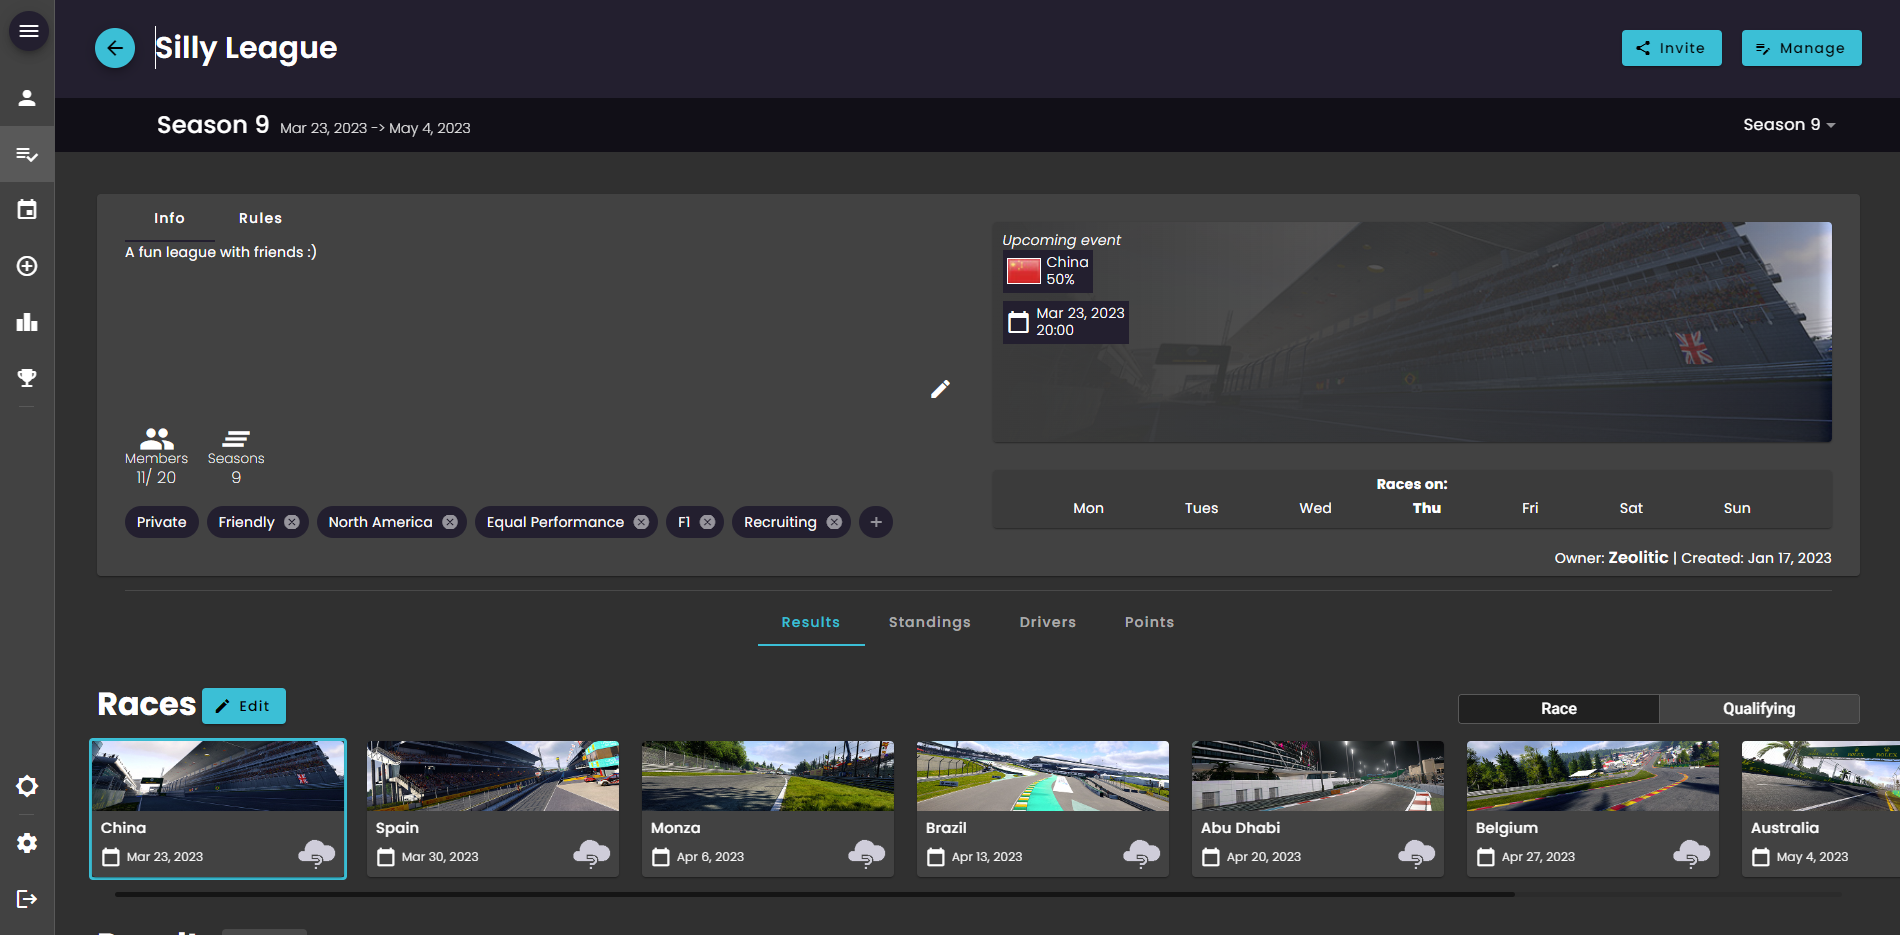 Silly League
Invite
Manage
Season 9 Mar 23, 2023 -> May 4, 2023
Season 9
Info
Rules
A fun league with friends :)
Members
11/ 20
Seasons
9
Private
Friendly
North America
Equal Performance
F1
Recruiting
+
Upcoming event
China
50%
Mar 23, 2023
20:00
Races on:
Mon Tues Wed Thu Fri Sat Sun
Owner: Zeolitic | Created: Jan 17, 2023
Results
Standings
Drivers
Points
Races
Edit
Race
Qualifying
China
Mar 23, 2023
Spain
Mar 30, 2023
Monza
Apr 6, 2023
Brazil
Apr 13, 2023
Abu Dhabi
Apr 20, 2023
Belgium
Apr 27, 2023
Australia
May 4, 2023